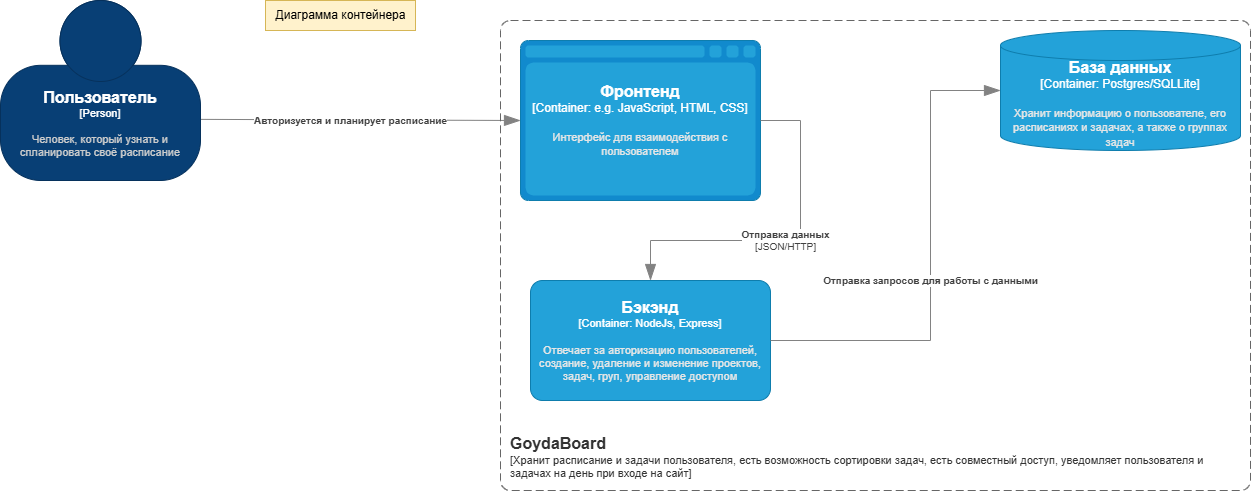 Диаграмма контейнера
Пользователь
[Person]
Человек, который узнать и
спланировать своё расписание
Авторизуется и планирует расписание
Фронтенд
[Container: e.g. JavaScript, HTML, CSS]
Интерфейс для взаимодействия с
пользователем
База данных
[Container: Postgres/SQLLite]
Хранит информацию о пользователе, его
расписаниях и задачах, а также о группах
задач
Отправка данных
[JSON/HTTP]
Отправка запросов для работы с данными
Бэкэнд
[Container: NodeJs, Express]
Отвечает за авторизацию пользователей,
создание, удаление и изменение проектов,
задач, груп, управление доступом
GoydaBoard
[Хранит расписание и задачи пользователя, есть возможность сортировки задач, есть совместный доступ, уведомляет пользователя и
задачах на день при входе на сайт]